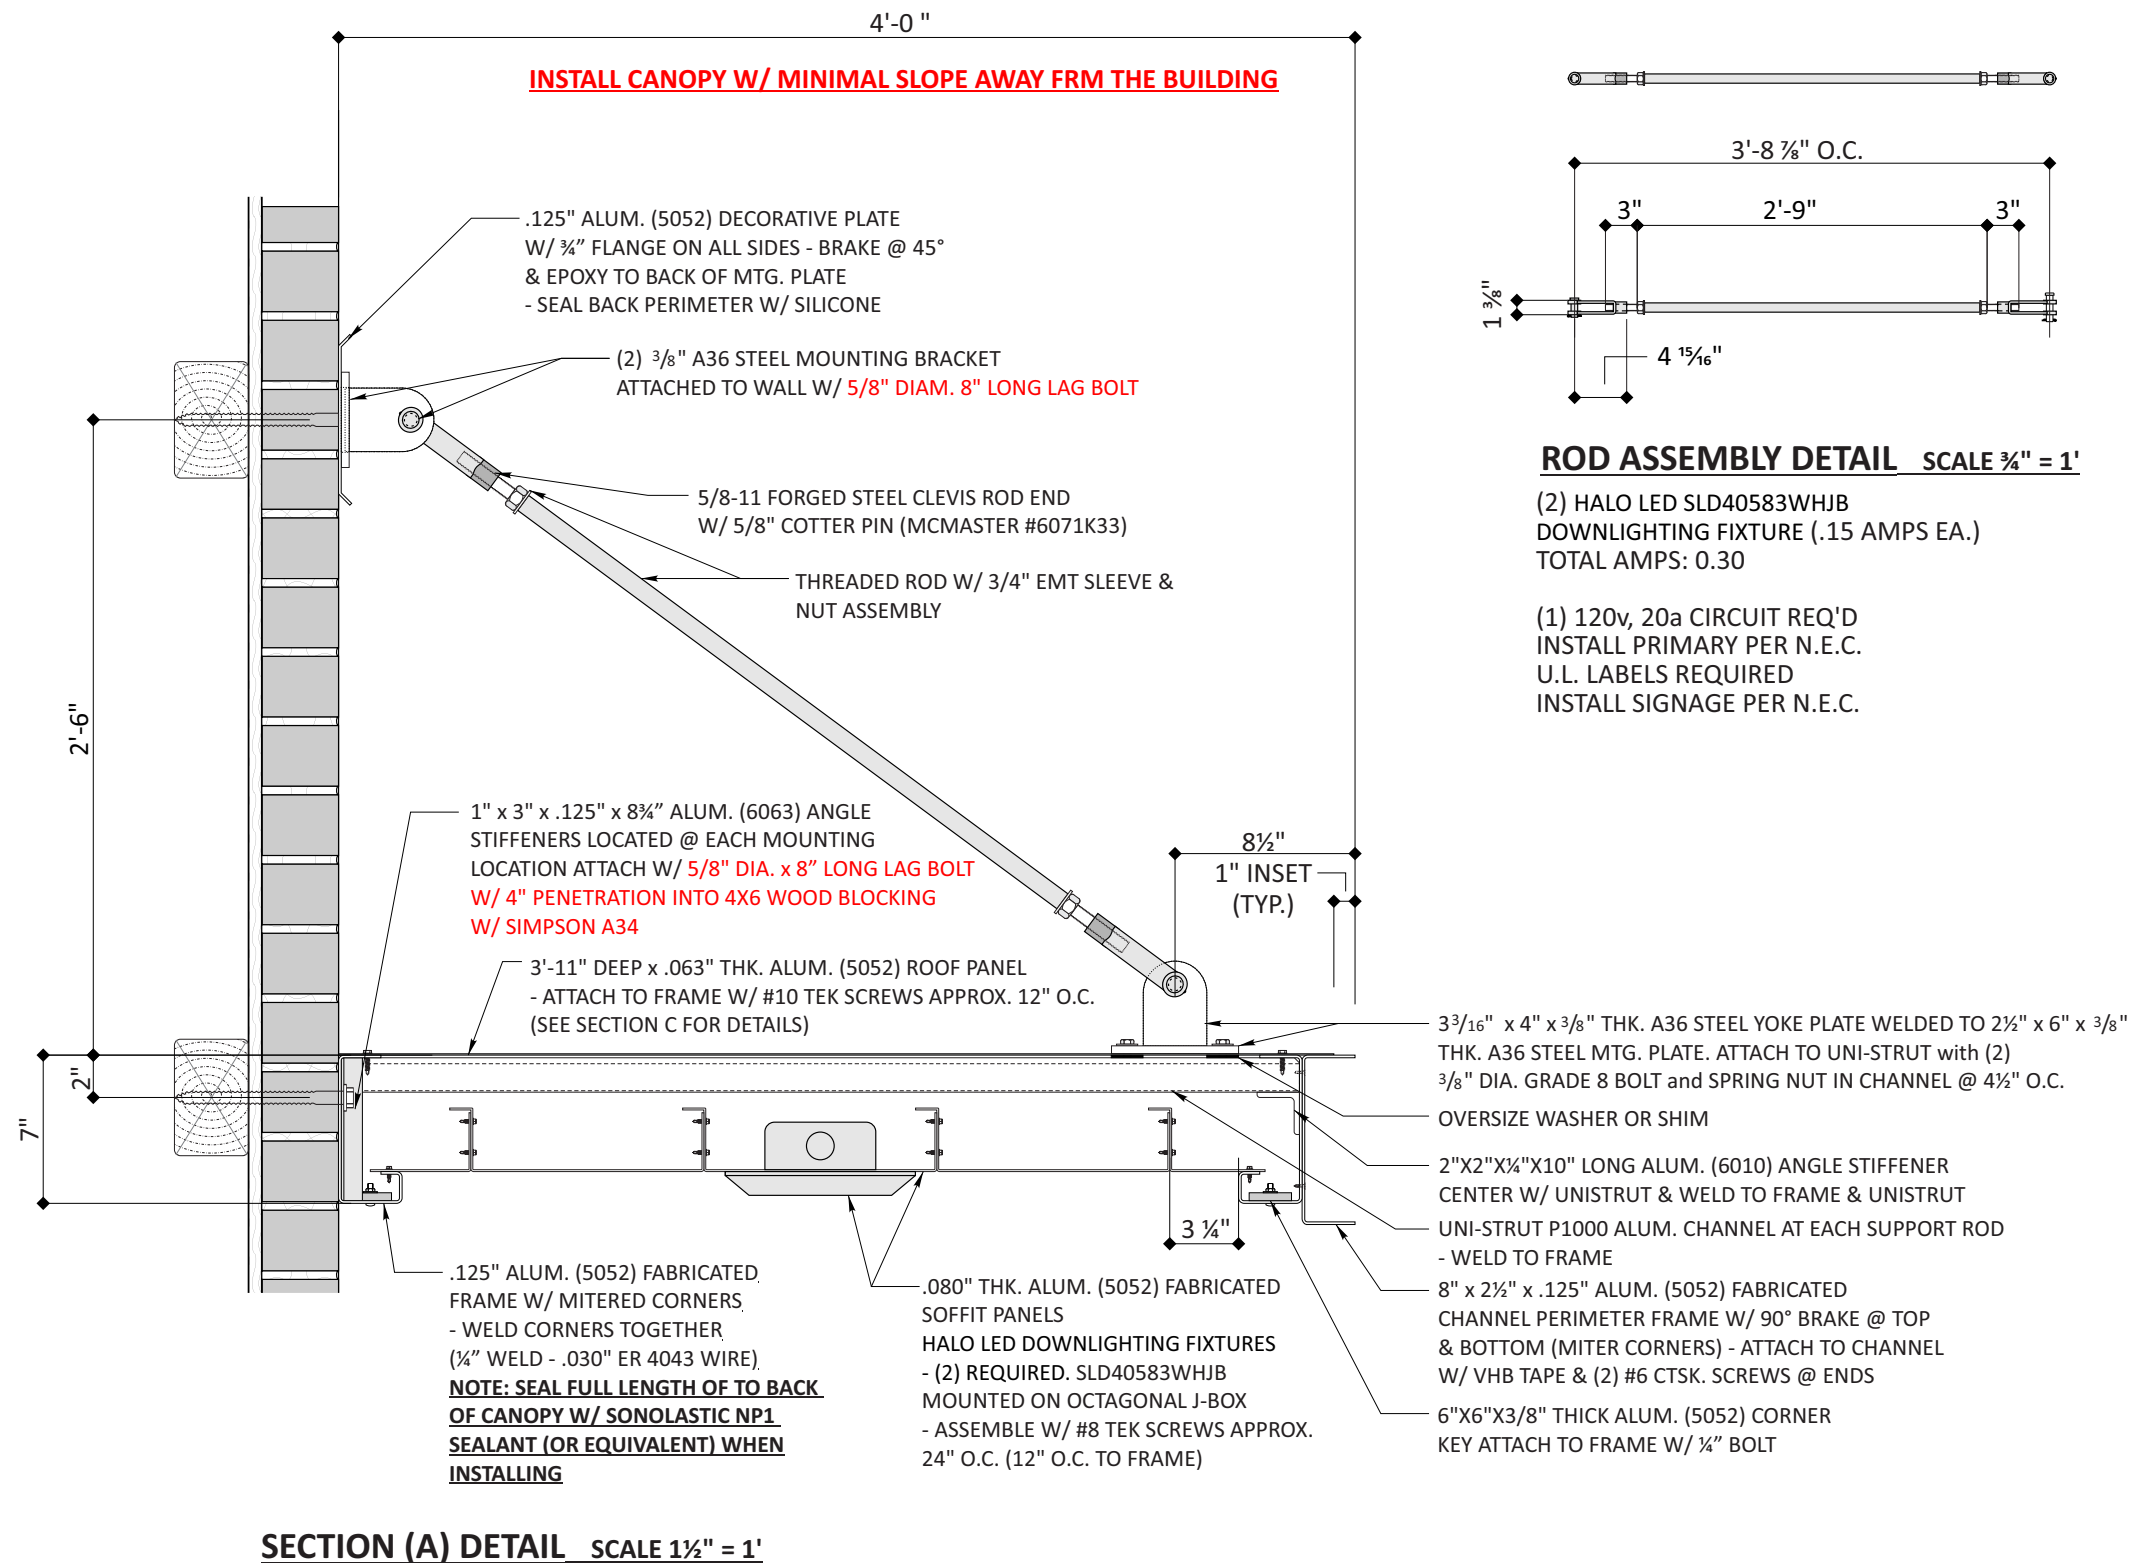 4'-0 "
INSTALL CANOPY W/ MINIMAL SLOPE AWAY FRM THE BUILDING
.125" ALUM. (5052) DECORATIVE PLATE
W/ ¾” FLANGE ON ALL SIDES - BRAKE @ 45°
& EPOXY TO BACK OF MTG. PLATE
- SEAL BACK PERIMETER W/ SILICONE
(2) 3/8" A36 STEEL MOUNTING BRACKET
ATTACHED TO WALL W/ 5/8" DIAM. 8" LONG LAG BOLT
5/8-11 FORGED STEEL CLEVIS ROD END
W/ 5/8" COTTER PIN (MCMASTER #6071K33)
THREADED ROD W/ 3/4" EMT SLEEVE &
NUT ASSEMBLY
2'-6"
2"
7"
1" x 3" x .125" x 8¾” ALUM. (6063) ANGLE
STIFFENERS LOCATED @ EACH MOUNTING
LOCATION ATTACH W/ 5/8" DIA. x 8” LONG LAG BOLT
W/ 4" PENETRATION INTO 4X6 WOOD BLOCKING
W/ SIMPSON A34
3'-11" DEEP x .063" THK. ALUM. (5052) ROOF PANEL
- ATTACH TO FRAME W/ #10 TEK SCREWS APPROX. 12" O.C.
(SEE SECTION C FOR DETAILS)
8½"
1" INSET
(TYP.)
3 ¼"
.125" ALUM. (5052) FABRICATED
FRAME W/ MITERED CORNERS
- WELD CORNERS TOGETHER
(¼” WELD - .030" ER 4043 WIRE)
NOTE: SEAL FULL LENGTH OF TO BACK
OF CANOPY W/ SONOLASTIC NP1
SEALANT (OR EQUIVALENT) WHEN
INSTALLING
.080" THK. ALUM. (5052) FABRICATED
SOFFIT PANELS
HALO LED DOWNLIGHTING FIXTURES
- (2) REQUIRED. SLD40583WHJB
MOUNTED ON OCTAGONAL J-BOX
- ASSEMBLE W/ #8 TEK SCREWS APPROX.
24" O.C. (12" O.C. TO FRAME)
3'-8 ⅞" O.C.
3"
2'-9"
3"
1 ⅜"
4 15/16"
ROD ASSEMBLY DETAIL SCALE ¾" = 1'
(2) HALO LED SLD40583WHJB
DOWNLIGHTING FIXTURE (.15 AMPS EA.)
TOTAL AMPS: 0.30
(1) 120v, 20a CIRCUIT REQ'D
INSTALL PRIMARY PER N.E.C.
U.L. LABELS REQUIRED
INSTALL SIGNAGE PER N.E.C.
3 3/16" x 4" x 3/8" THK. A36 STEEL YOKE PLATE WELDED TO 2½" x 6" x 3/8"
THK. A36 STEEL MTG. PLATE. ATTACH TO UNI-STRUT with (2)
3/8" DIA. GRADE 8 BOLT and SPRING NUT IN CHANNEL @ 4½" O.C.
OVERSIZE WASHER OR SHIM
2"X2"X¼"X10" LONG ALUM. (6010) ANGLE STIFFENER
CENTER W/ UNISTRUT & WELD TO FRAME & UNISTRUT
UNI-STRUT P1000 ALUM. CHANNEL AT EACH SUPPORT ROD
- WELD TO FRAME
8" x 2½" x .125" ALUM. (5052) FABRICATED
CHANNEL PERIMETER FRAME W/ 90° BRAKE @ TOP
& BOTTOM (MITER CORNERS) - ATTACH TO CHANNEL
W/ VHB TAPE & (2) #6 CTSK. SCREWS @ ENDS
6"X6"X3/8" THICK ALUM. (5052) CORNER
KEY ATTACH TO FRAME W/ ¼” BOLT
SECTION (A) DETAIL SCALE 1½" = 1'